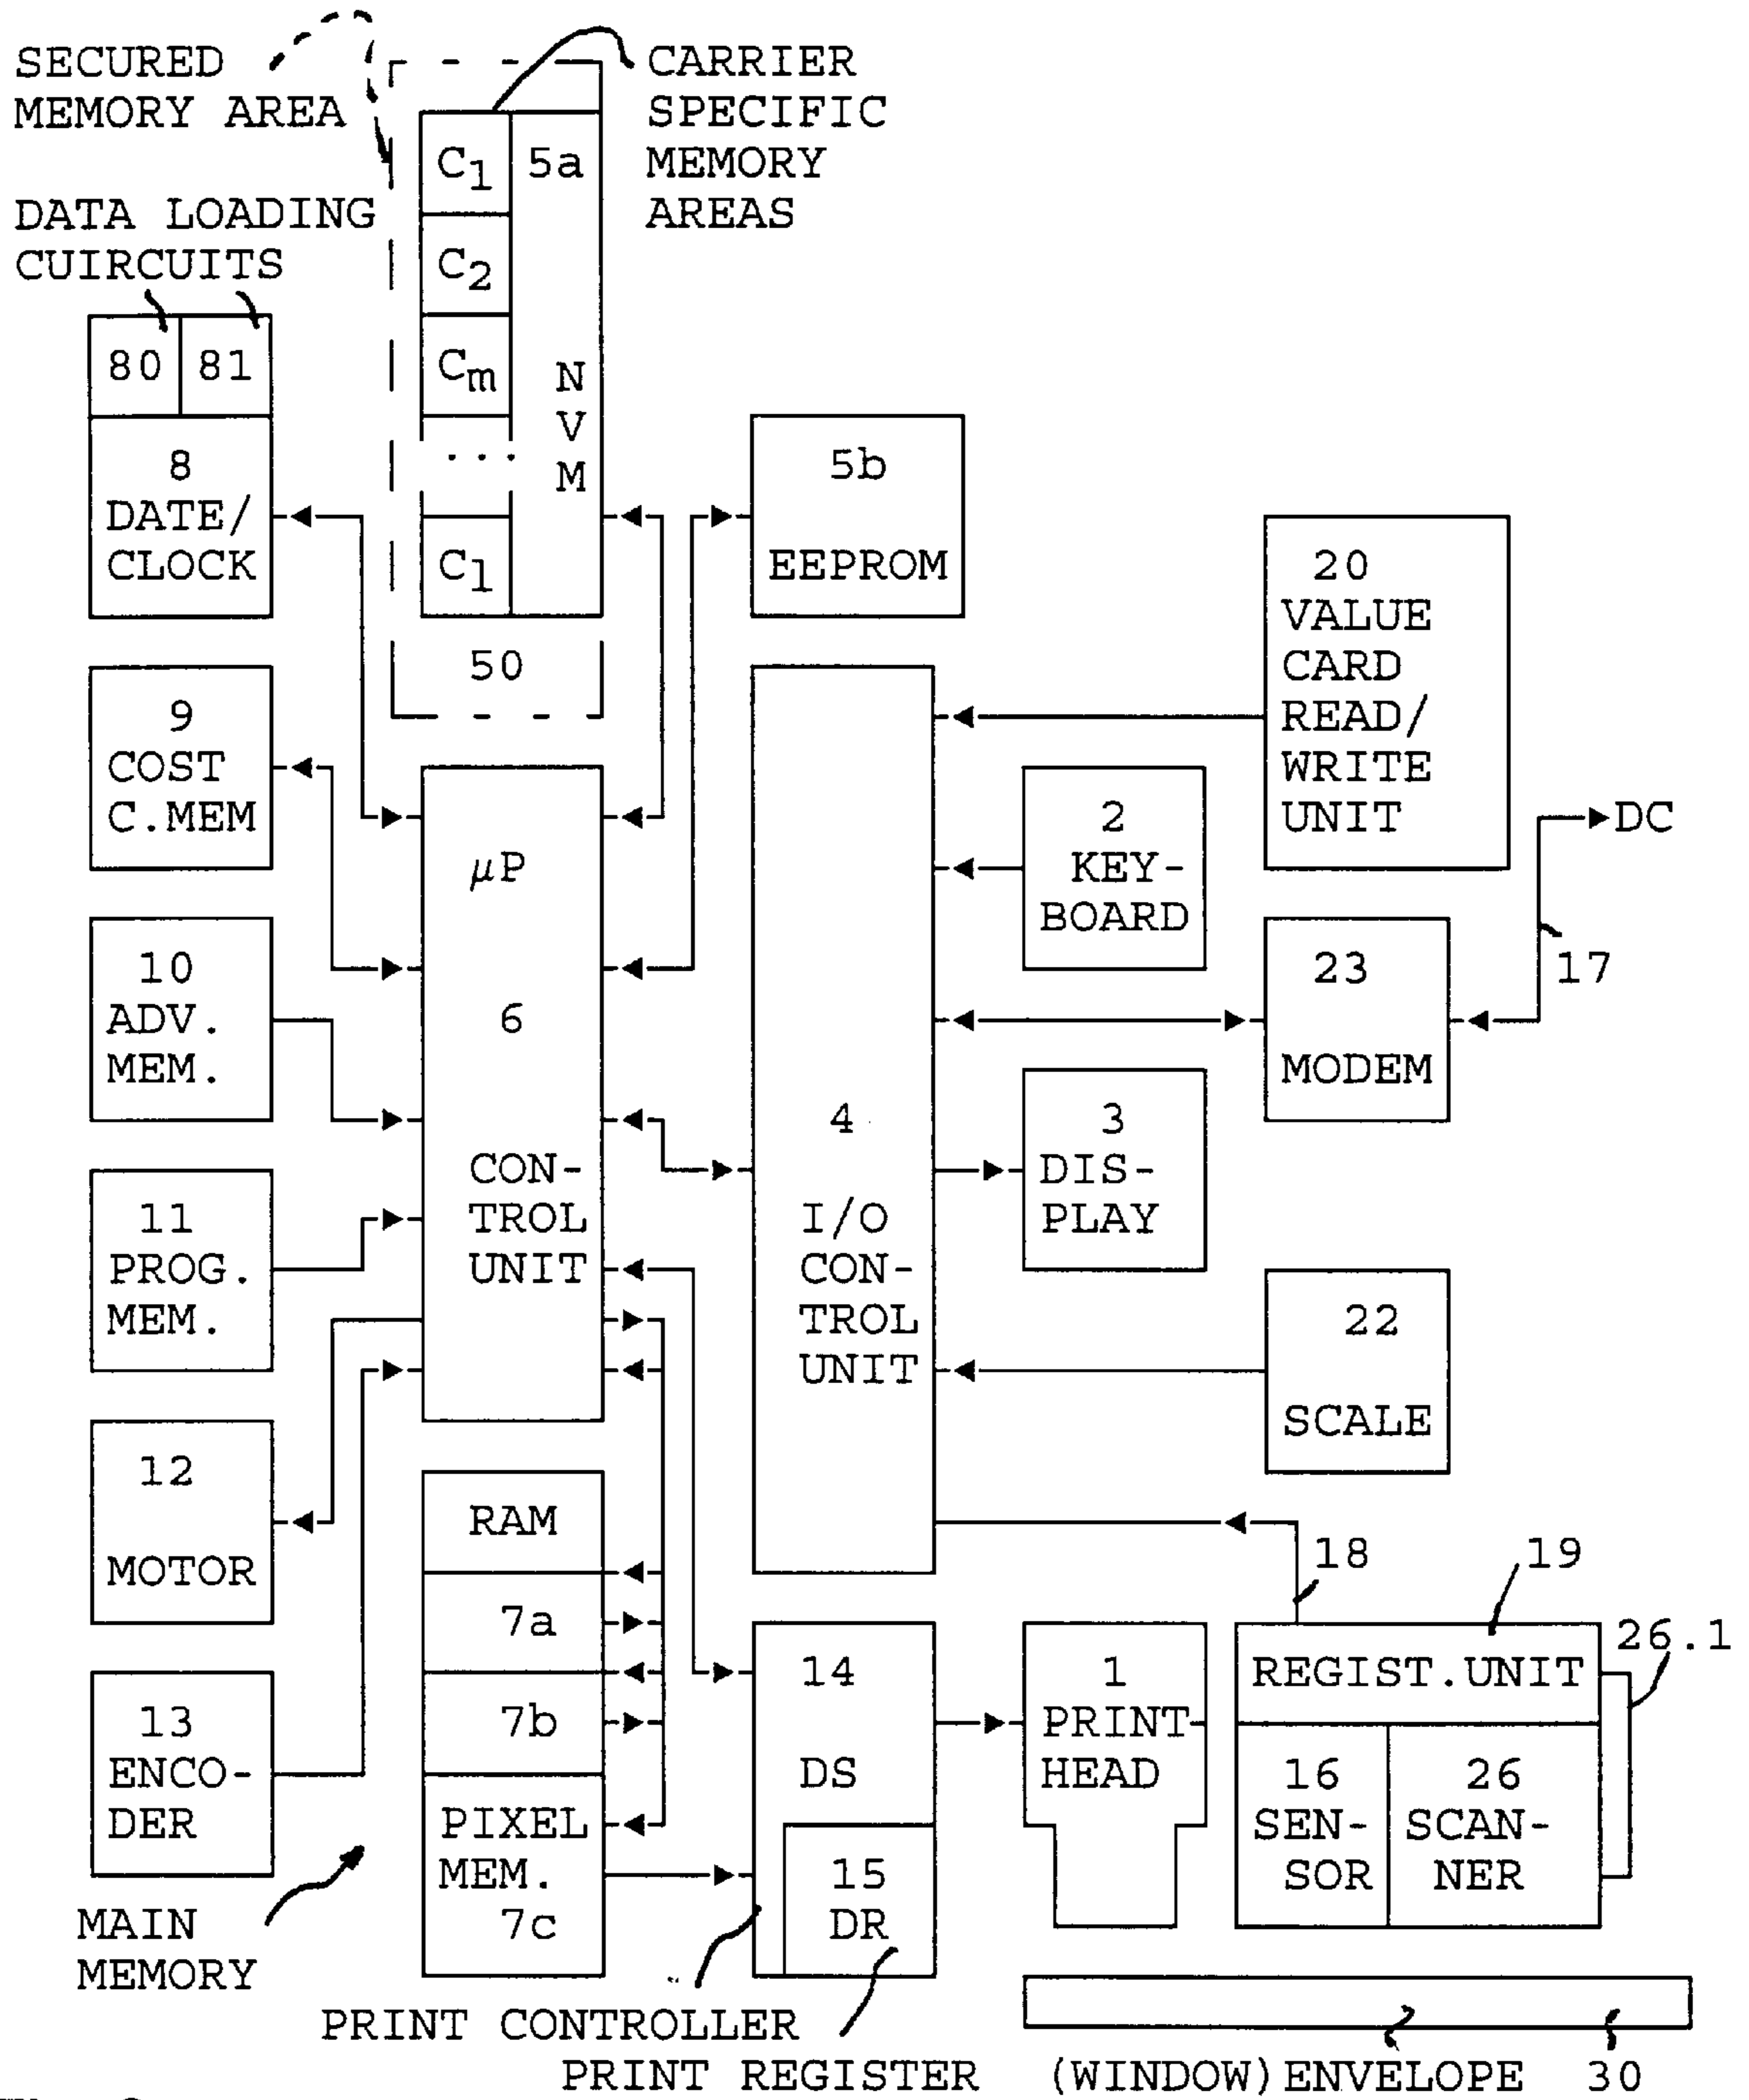 SECURED
MEMORY AREA
CARRIER
SPECIFIC
MEMORY
AREAS
DATA LOADING
CUIRCUITS
C1
C2
Cm
...
Cl
5a
N
V
M
50
80
81
8
DATE/
CLOCK
9
COST
C.MEM
10
ADV.
MEM.
11
PROG.
MEM.
12
MOTOR
13
ENCO-
DER
MAIN
MEMORY
µP
6
CON-
TROL
UNIT
RAM
7a
7b
PIXEL
MEM.
7c
5b
EEPROM
4
I/O
CON-
TROL
UNIT
20
VALUE
CARD
READ/
WRITE
UNIT
2
KEY-
BOARD
DC
17
23
MODEM
3
DIS-
PLAY
22
SCALE
18
19
26.1
14
DS
15
DR
1
PRINT
HEAD
REGIST.UNIT
16
SEN-
SOR
26
SCAN-
NER
PRINT CONTROLLER
PRINT REGISTER
(WINDOW) ENVELOPE 30